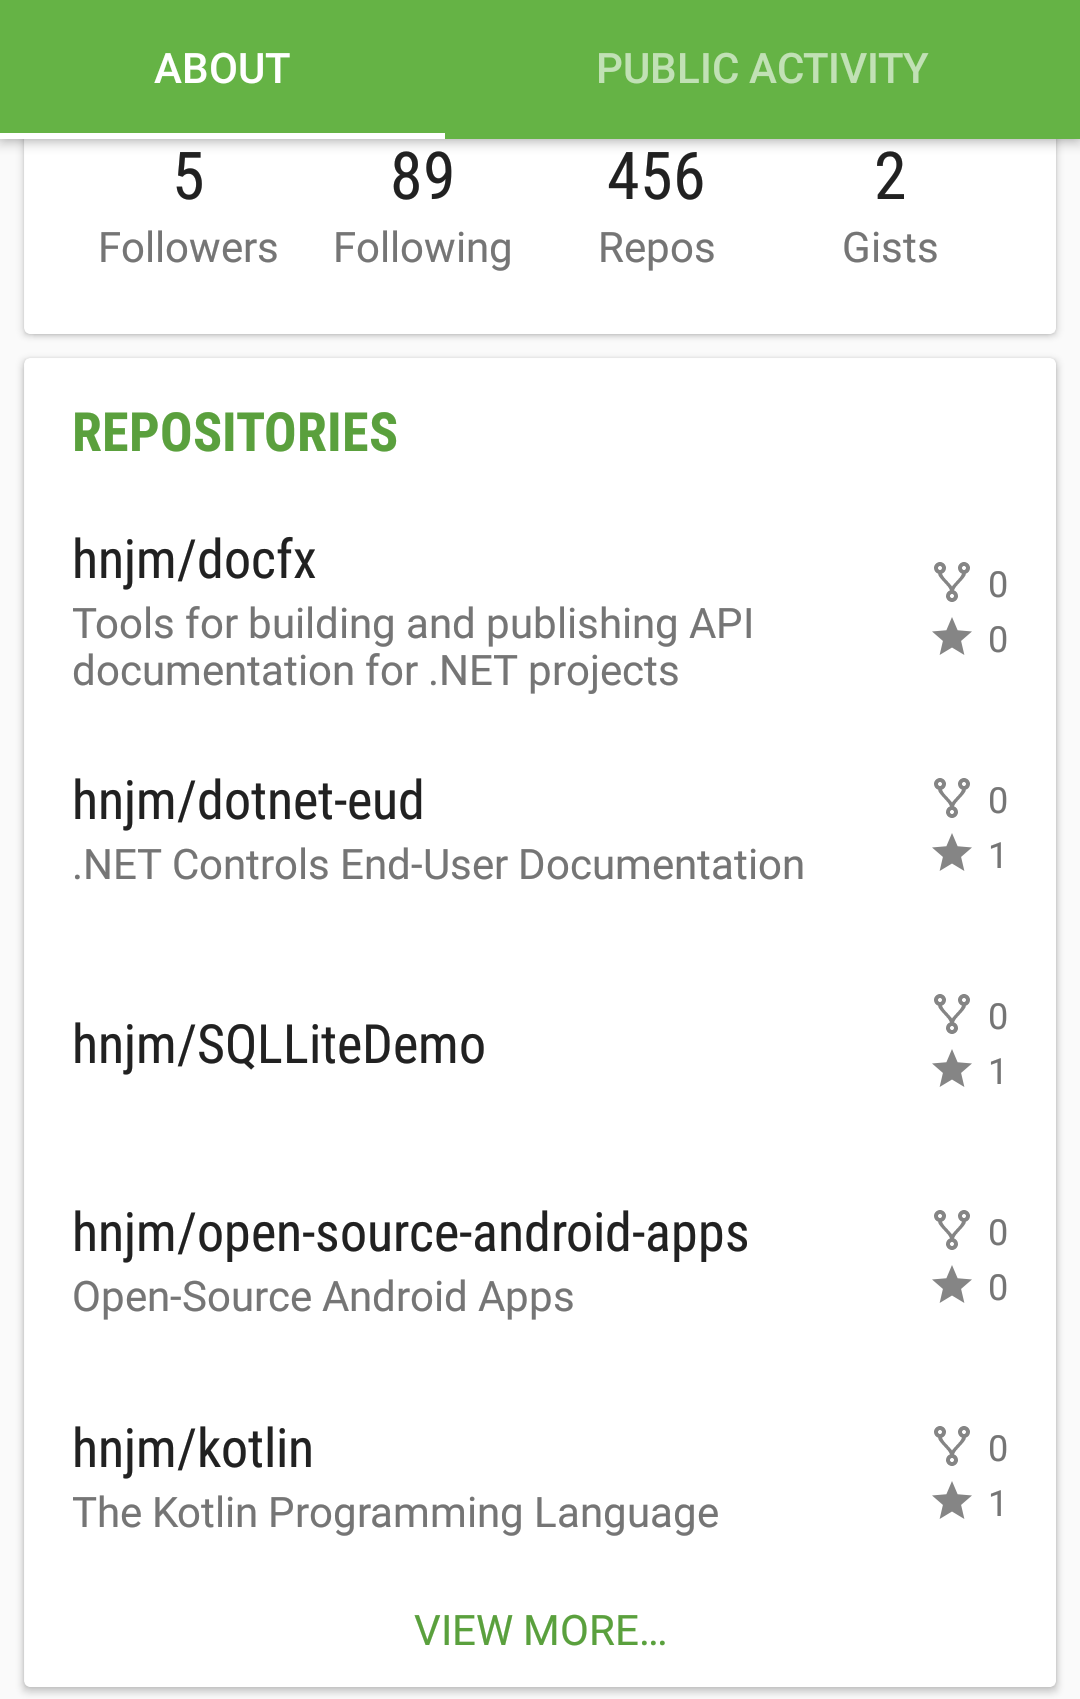 ABOUT PUBLIC ACTIVITY
5 89 456 2
Followers Following Repos Gists
REPOSITORIES
hnjm/docfx
Tools for building and publishing API
documentation for .NET projects
0
0
hnjm/dotnet-eud
.NET Controls End-User Documentation
0
1
hnjm/SQLLiteDemo
0
1
hnjm/open-source-android-apps
Open-Source Android Apps
0
0
hnjm/kotlin
The Kotlin Programming Language
0
1
VIEW MORE...